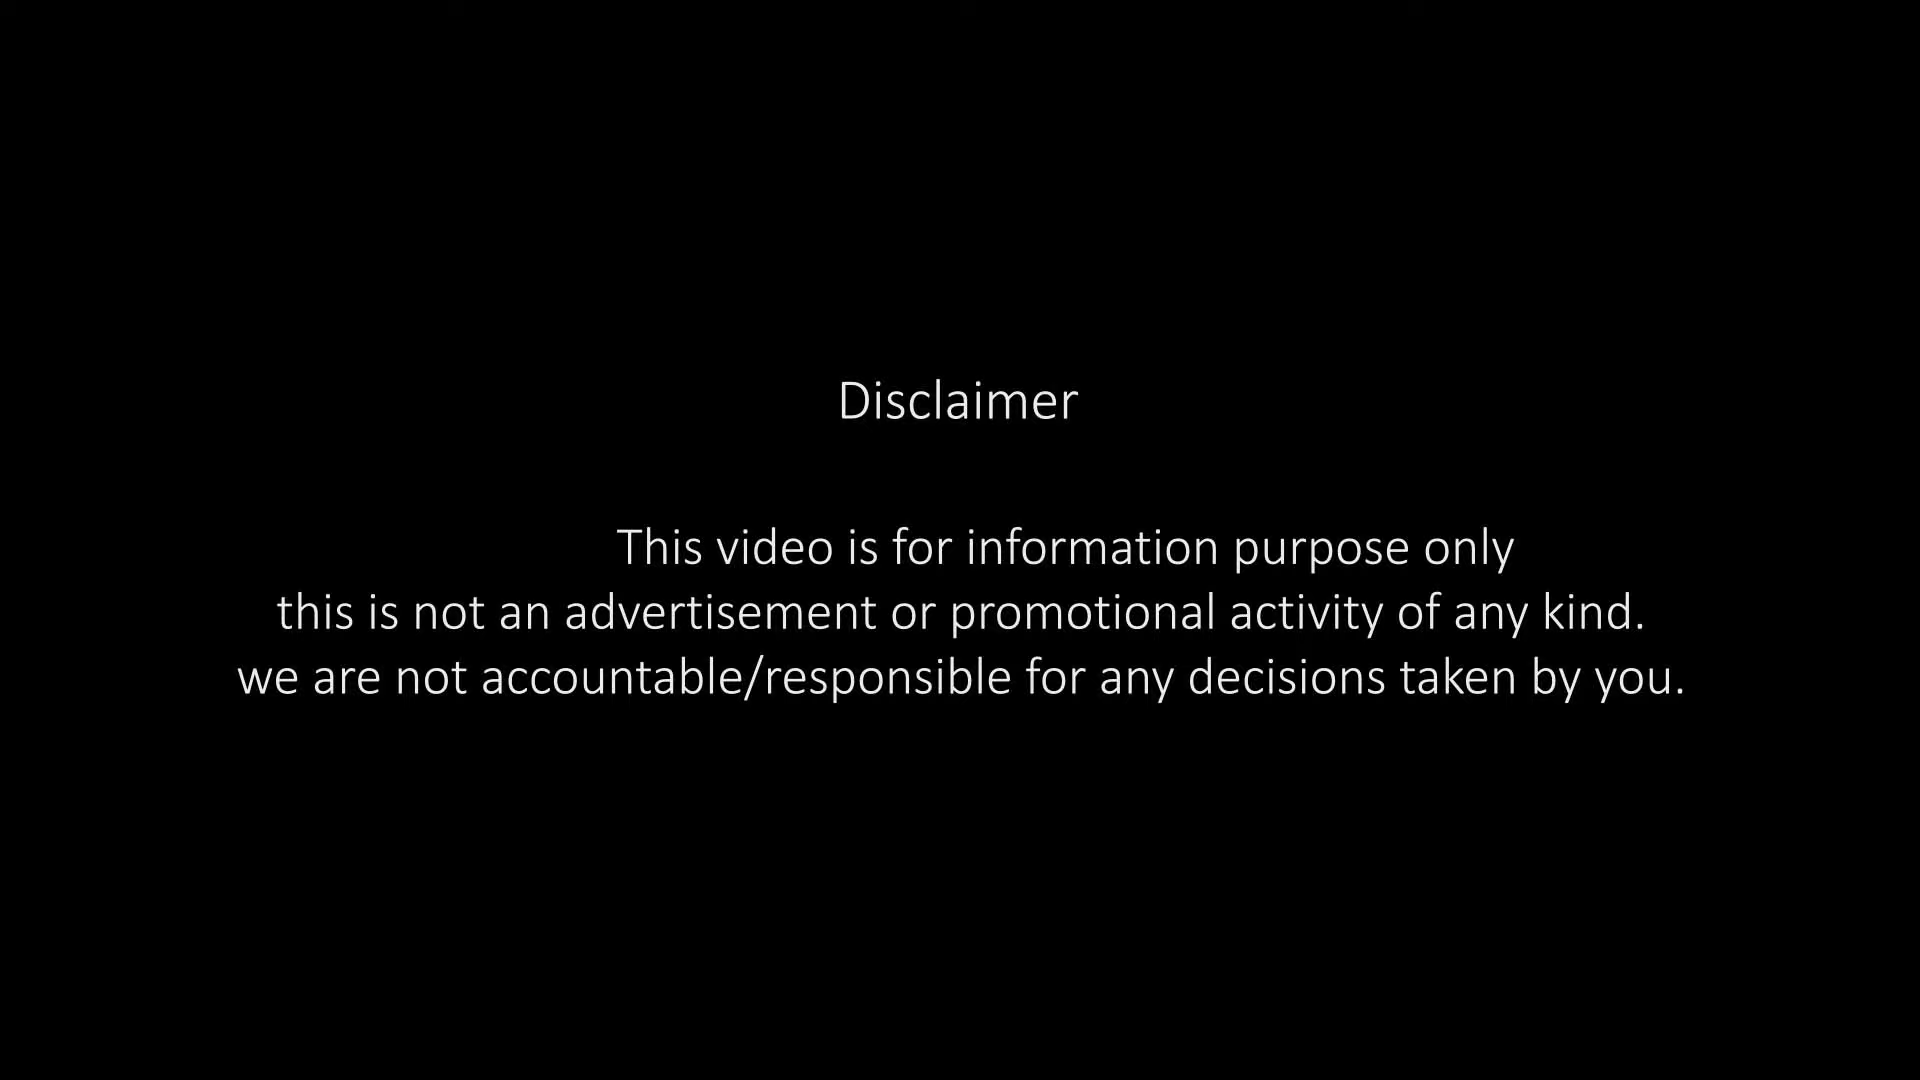 Disclaimer
This video is for information purpose only
this is not an advertisement or promotional activity of any kind.
we are not accountable/responsible for any decisions taken by you.